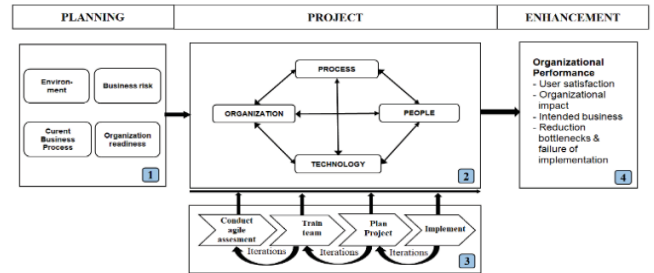 PLANNING
PROJECT
ENHANCEMENT
Environ-
ment
Business risk
Curent
Business
Process
Organization
readiness
1
PROCESS
ORGANIZATION
PEOPLE
TECHNOLOGY
2
Organizational
Performance
- User satisfaction
- Organizational
impact
- Intended business
- Reduction
bottlenecks &
failure of
implementation
4
Conduct
agile
assesment
Train
team
Plan
Project
Implement
Iterations
Iterations
Iterations
3